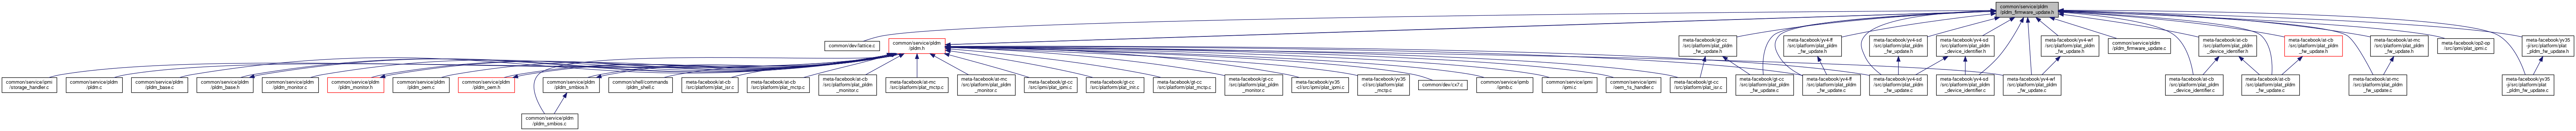 common/service/pldm
/pldm_firmware_update.h
common/dev/lattice.c
common/service/pldm
/pldm.h
meta-facebook/gt-cc
/src/platform/plat_pldm
_fw_update.h
meta-facebook/yv4-ff
/src/platform/plat_pldm
_fw_update.h
meta-facebook/yv4-sd
/src/platform/plat_pldm
_fw_update.h
meta-facebook/yv4-sd
/src/platform/plat_pldm
_device_identifier.h
meta-facebook/yv4-wf
/src/platform/plat_pldm
_fw_update.h
common/service/pldm
/pldm_firmware_update.c
meta-facebook/at-cb
/src/platform/plat_pldm
_device_identifier.h
meta-facebook/at-cb
/src/platform/plat_pldm
_fw_update.h
meta-facebook/at-mc
/src/platform/plat_pldm
_fw_update.h
meta-facebook/op2-op
/src/ipmi/plat_ipmi.c
meta-facebook/yv35
-ji/src/platform/plat
_pldm_fw_update.h
common/service/ipmi
/storage_handler.c
common/service/pldm
/pldm.c
common/service/pldm
/pldm_base.c
common/service/pldm
/pldm_base.h
common/service/pldm
/pldm_monitor.c
common/service/pldm
/pldm_monitor.h
common/service/pldm
/pldm_oem.c
common/service/pldm
/pldm_oem.h
common/service/pldm
/pldm_smbios.h
common/shell/commands
/pldm_shell.c
meta-facebook/at-cb
/src/platform/plat_isr.c
meta-facebook/at-cb
/src/platform/plat_mctp.c
meta-facebook/at-cb
/src/platform/plat_pldm
_monitor.c
meta-facebook/at-mc
/src/platform/plat_mctp.c
meta-facebook/at-mc
/src/platform/plat_pldm
_monitor.c
meta-facebook/gt-cc
/src/ipmi/plat_ipmi.c
meta-facebook/gt-cc
/src/platform/plat_init.c
meta-facebook/gt-cc
/src/platform/plat_mctp.c
meta-facebook/gt-cc
/src/platform/plat_pldm
_monitor.c
meta-facebook/yv35
-cl/src/ipmi/plat_ipmi.c
meta-facebook/yv35
-cl/src/platform/plat
_mctp.c
common/dev/cx7.c
common/service/ipmb
/ipmb.c
common/service/ipmi
/ipmi.c
common/service/ipmi
/oem_1s_handler.c
meta-facebook/gt-cc
/src/platform/plat_isr.c
meta-facebook/gt-cc
/src/platform/plat_pldm
_fw_update.c
meta-facebook/yv4-ff
/src/platform/plat_pldm
_fw_update.c
meta-facebook/yv4-sd
/src/platform/plat_pldm
_fw_update.c
meta-facebook/yv4-sd
/src/platform/plat_pldm
_device_identifier.c
meta-facebook/yv4-wf
/src/platform/plat_pldm
_fw_update.c
meta-facebook/at-cb
/src/platform/plat_pldm
_device_identifier.c
meta-facebook/at-cb
/src/platform/plat_pldm
_fw_update.c
meta-facebook/at-mc
/src/platform/plat_pldm
_fw_update.c
meta-facebook/yv35
-ji/src/platform/plat
_pldm_fw_update.c
common/service/pldm
/pldm_smbios.c